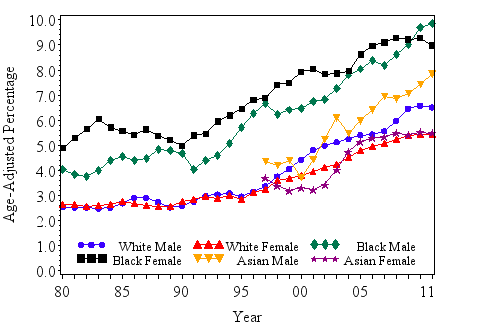 10.0
9.0
8.0
7.0
6.0
5.0
4.0
3.0
2.0
1.0
0.0
Age-Adjusted Percentage
White Male White Female Black Male
Black Female Asian Male Asian Female
80 85 90 95 00 05 11
Year